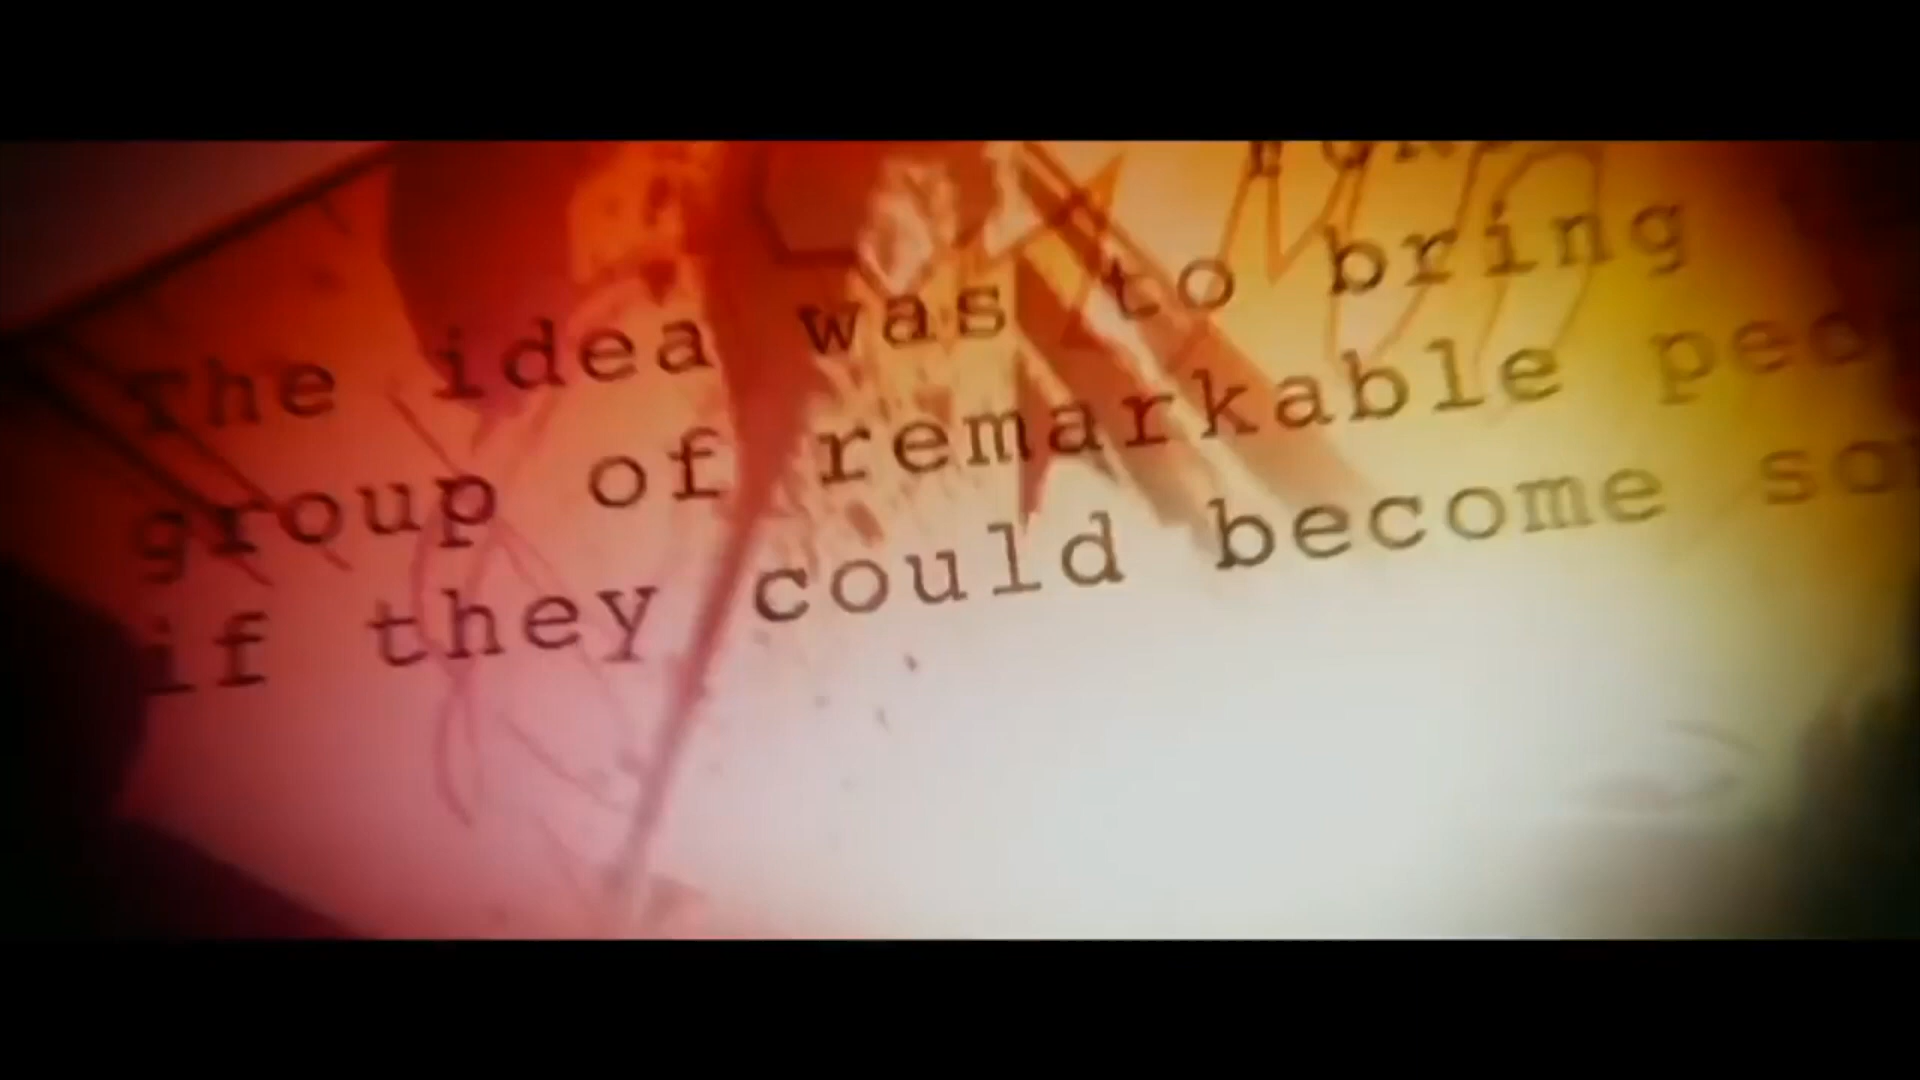 The idea was to bring
group of remarkable
if they could become